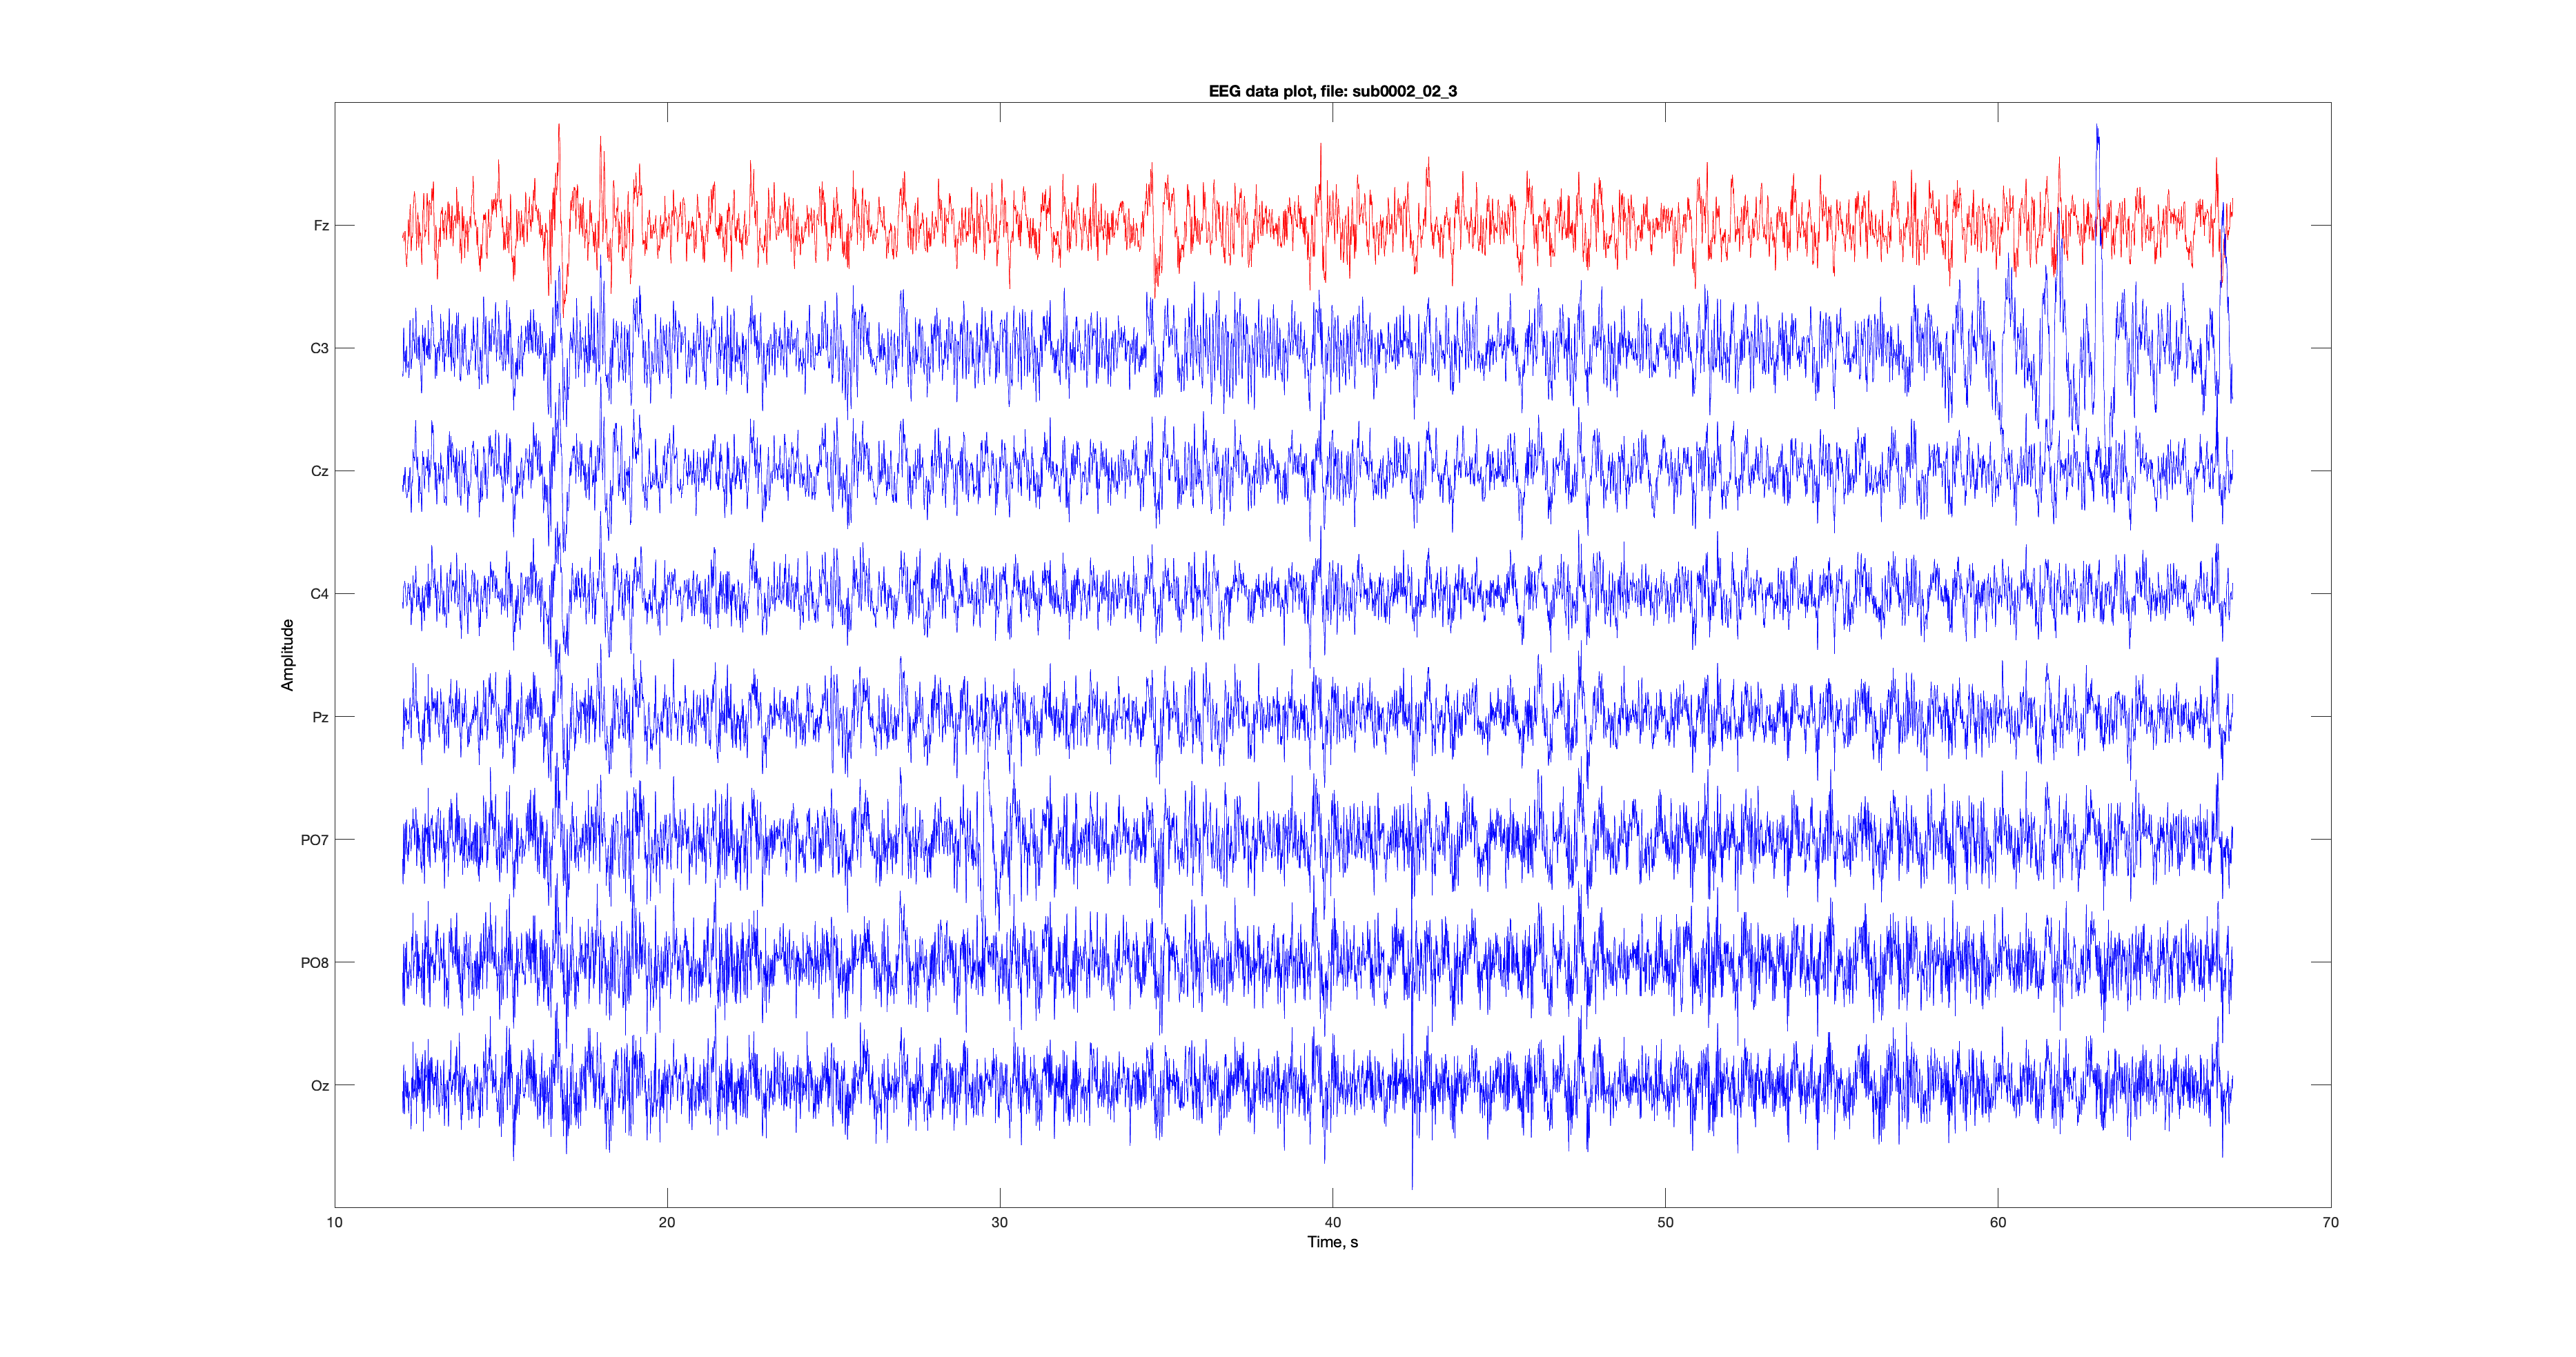 EEG data plot, file: sub0002_02_3
Fz
C3
Cz
C4
Pz
PO7
PO8
Oz
Amplitude
10 20 30 40 50 60 70
Time, s